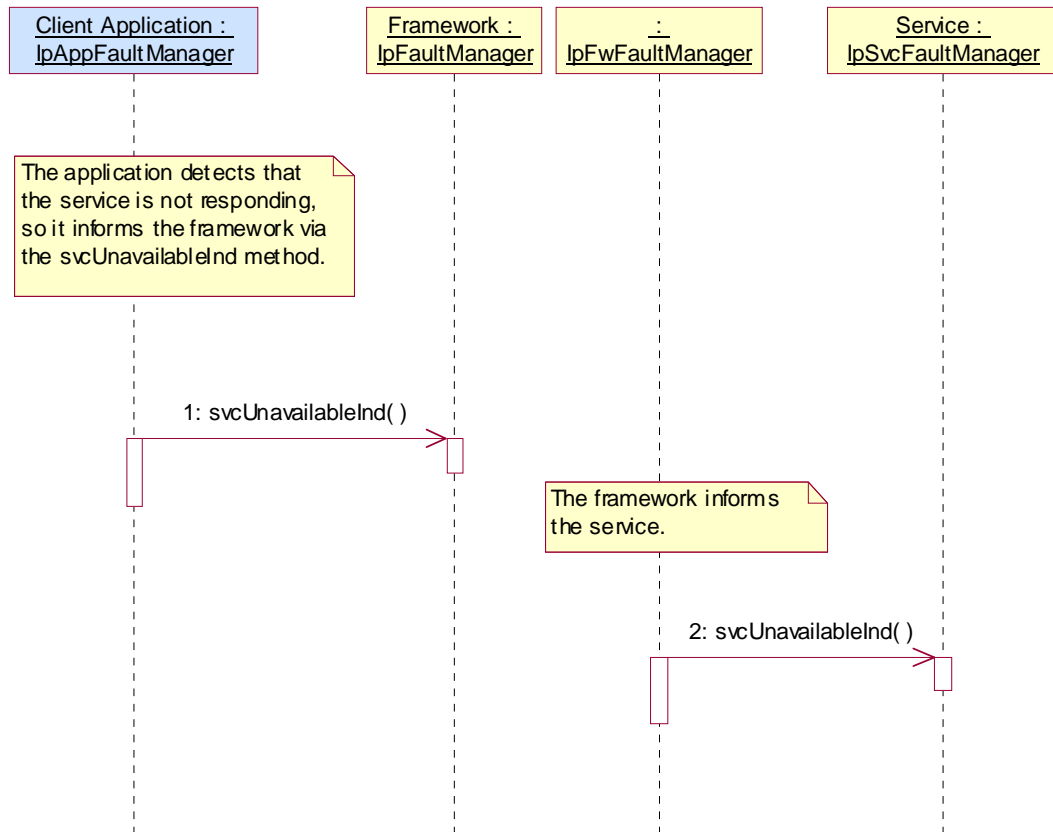 Client Application :
IpAppFaultManager
Framework :
IpFaultManager
:
IpFwFaultManager
Service :
IpSvcFaultManager
The application detects that
the service is not responding,
so it informs the framework via
the svcUnavailableInd method.
1: svcUnavailableInd( )
The framework informs
the service.
2: svcUnavailableInd( )